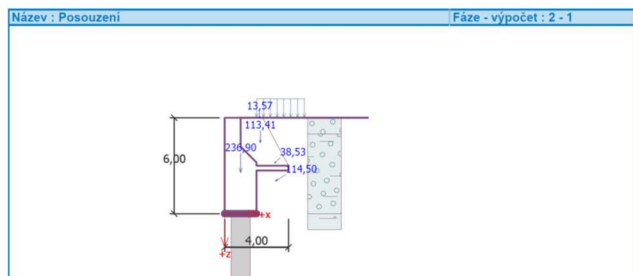 Název : Posouzení
Fáze - výpočet : 2 - 1
13,57
113,41
236,90
38,53
6,00
114,50
+x
4,00
+z